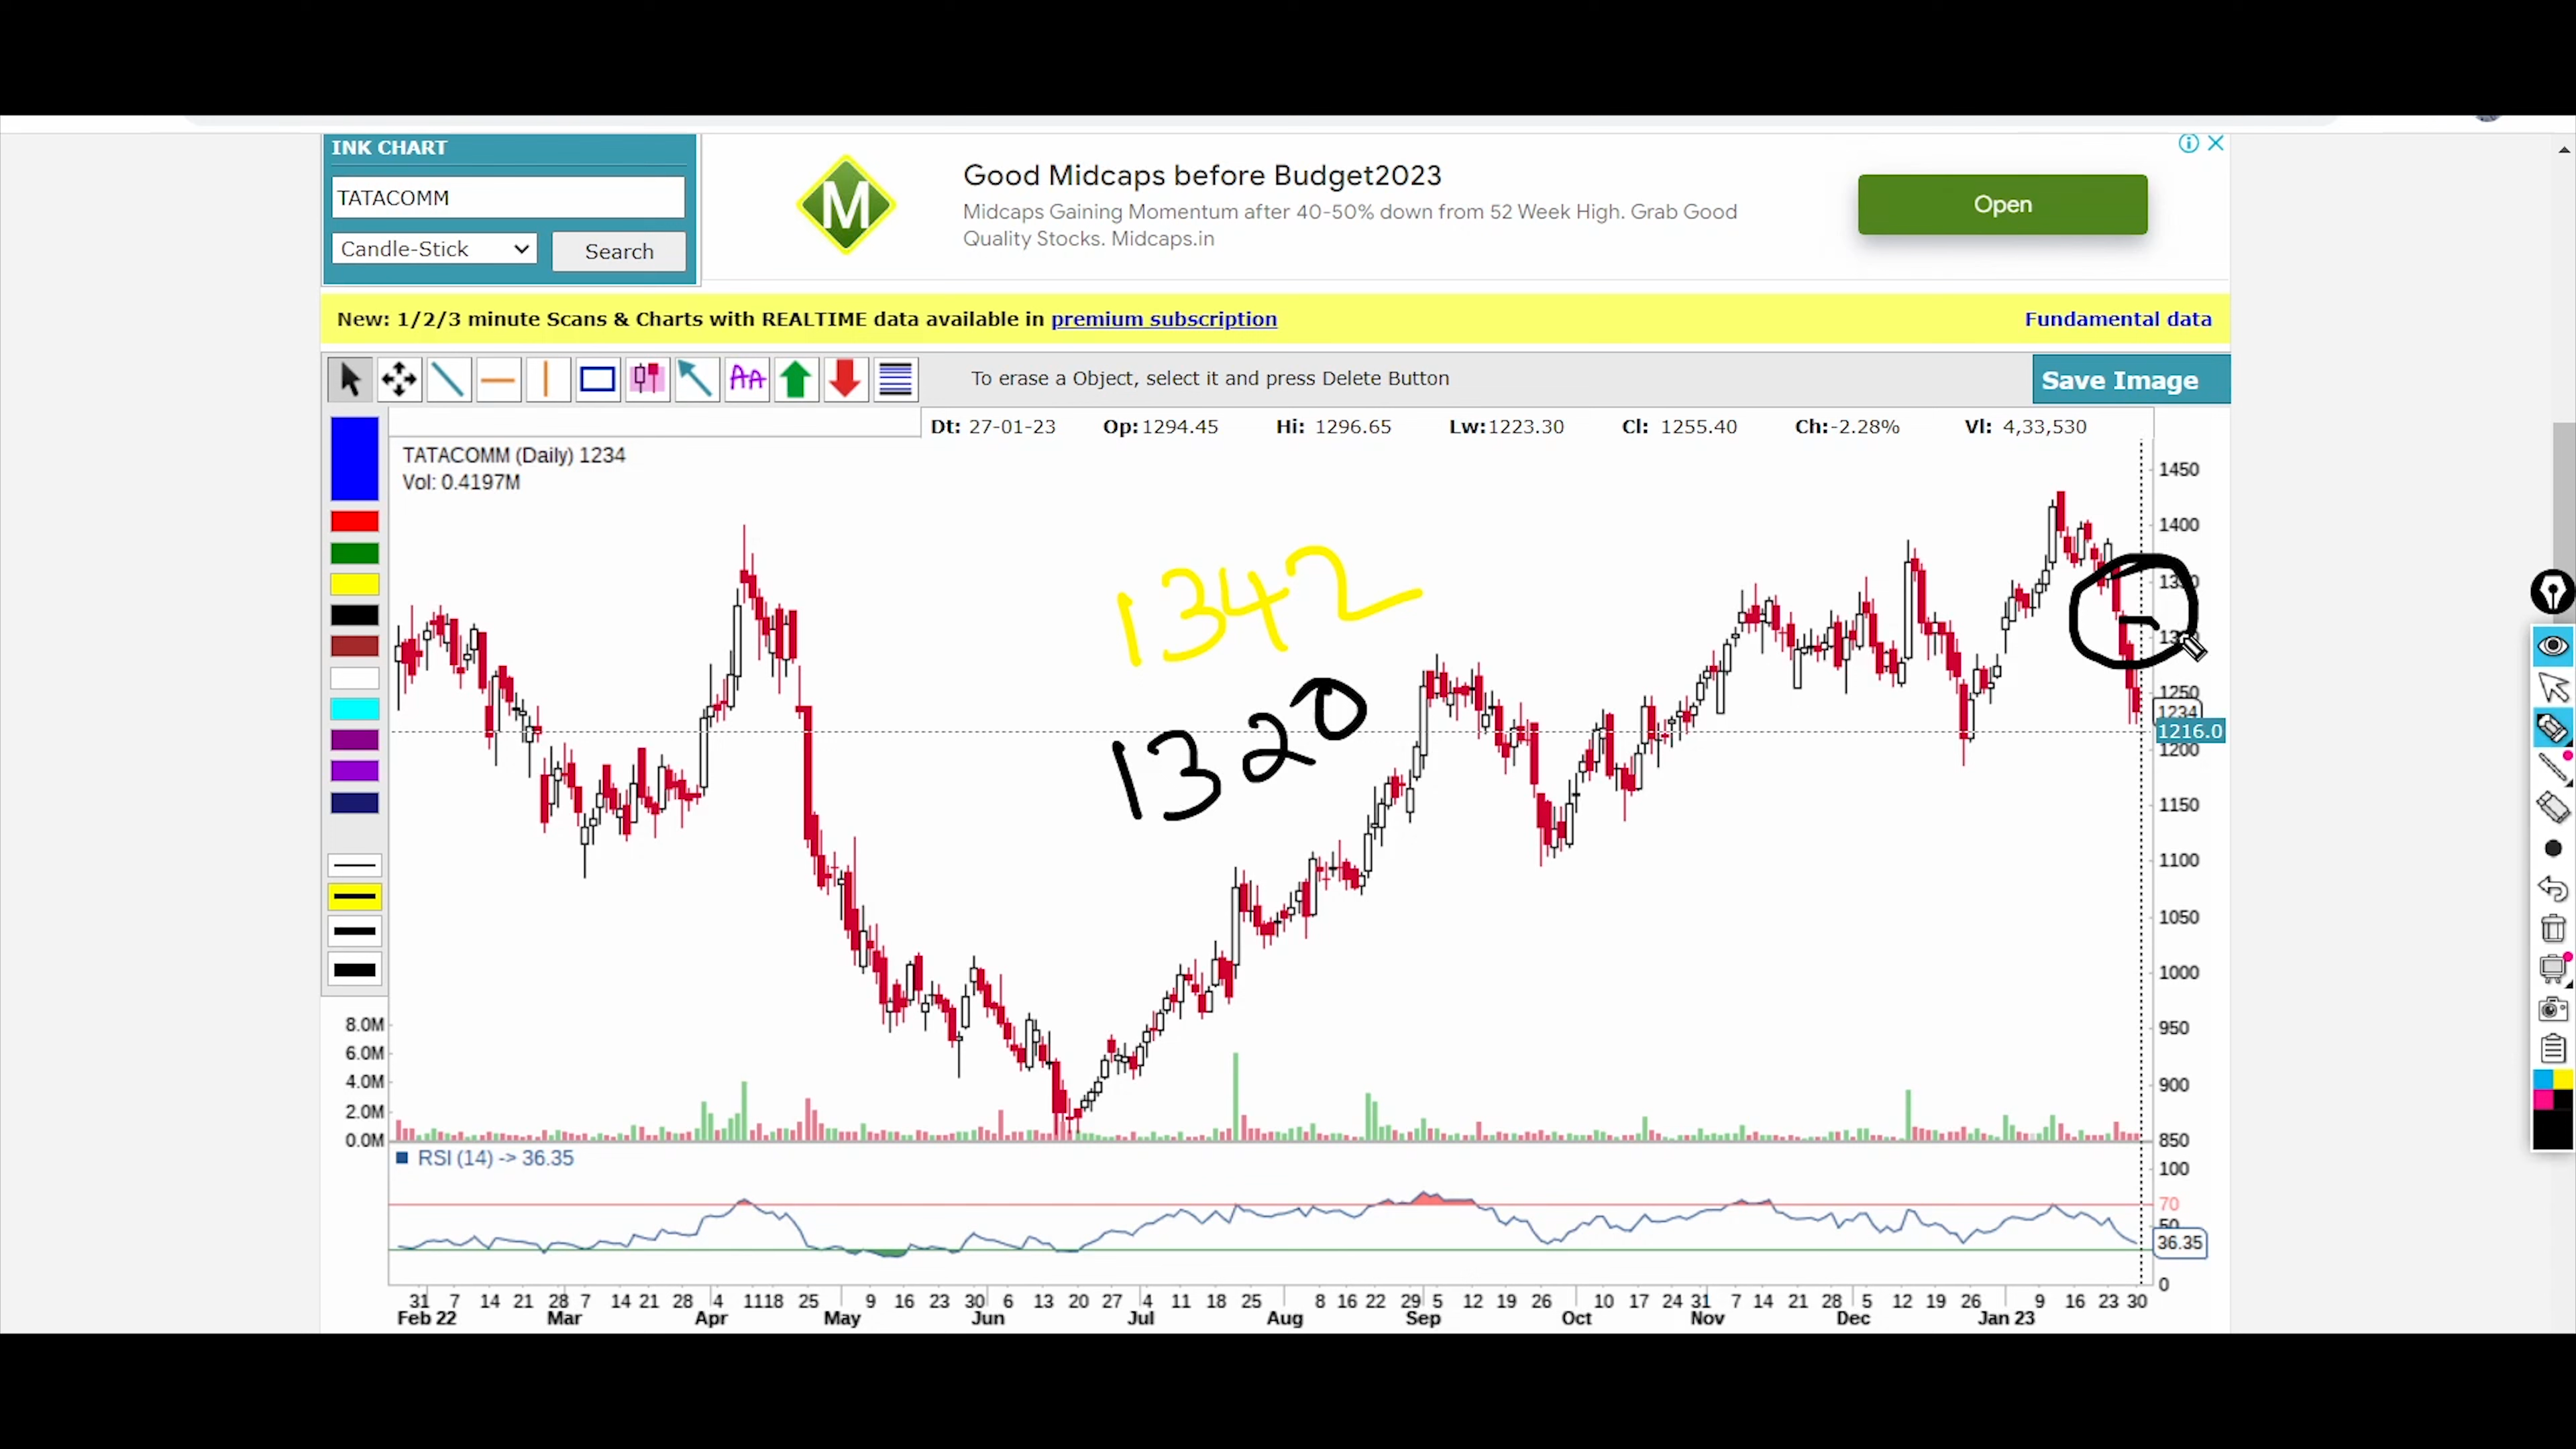 INK CHART
TATACOMM
Candle-Stick
Search
M
Good Midcaps before Budget2023
Midcaps Gaining Momentum after 40-50% down from 52 Week High. Grab Good
Quality Stocks. Midcaps.in
Open
New: 1/2/3 minute Scans & Charts with REALTIME data available in premium subscription
Fundamental data
AA
To erase a Object, select it and press Delete Button
Save Image
Dt: 27-01-23 Op:1294.45 Hi: 1296.65 Lw:1223.30 Cl: 1255.40 Ch:-2.28% Vl: 4,33,530
TATACOMM (Daily) 1234
Vol: 0.4197M
1342
1320
1450
1400
1350
1300
1250
1234
1216.0
1200
1150
1100
1050
1000
950
900
850
8.0M
6.0M
4.0M
2.0M
0.0M
RSI (14) -> 36.35
100
70
50
36.35
0
31 7 14 21 28 7 14 21 28 4 11 18 25 9 16 23 30 6 13 20 27 4 11 18 25 8 16 22 29 5 12 19 26 10 17 24 31 7 14 21 28 5 12 19 26 9 16 23 30
Feb 22 Mar Apr May Jun Jul Aug Sep Oct Nov Dec Jan 23